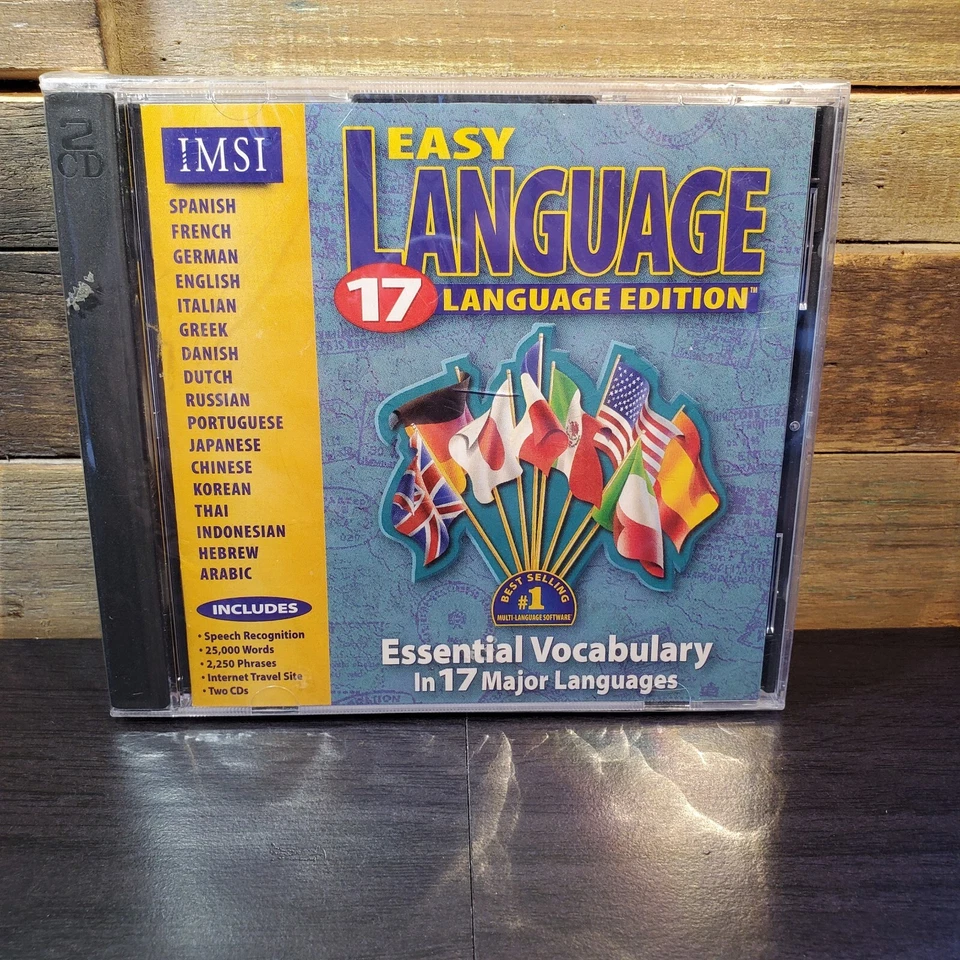 2
CD
IMSI
SPANISH
FRENCH
GERMAN
ENGLISH
ITALIAN
GREEK
DANISH
DUTCH
RUSSIAN
PORTUGUESE
JAPANESE
CHINESE
KOREAN
THAI
INDONESIAN
HEBREW
ARABIC
INCLUDES
• Speech Recognition
• 25,000 Words
• 2,250 Phrases
• Internet Travel Site
• Two CDs
EASY
LANGUAGE
17 LANGUAGE EDITION™
BEST SELLING
#1
MULTI-LANGUAGE SOFTWARE
Essential Vocabulary
In 17 Major Languages